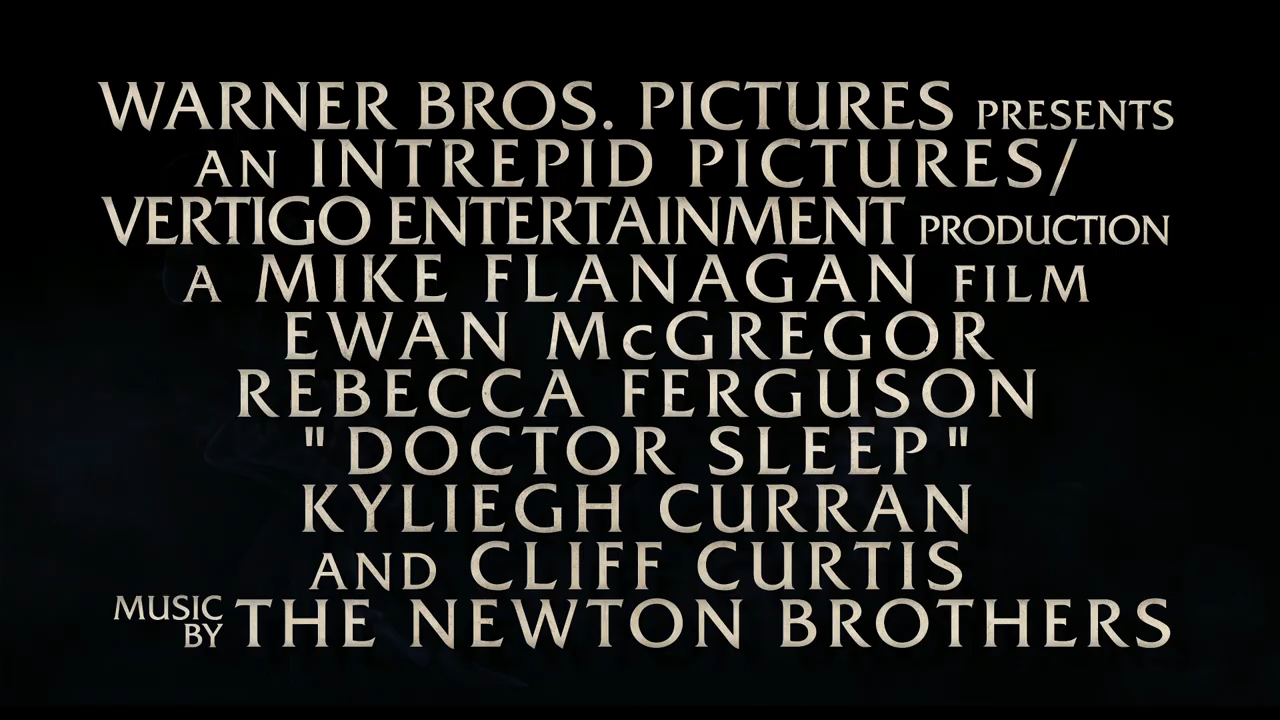 WARNER BROS. PICTURES PRESENTS
AN INTREPID PICTURES/
VERTIGO ENTERTAINMENT PRODUCTION
A MIKE FLANAGAN FILM
EWAN McGREGOR
REBECCA FERGUSON
"DOCTOR SLEEP"
KYLIEGH CURRAN
AND CLIFF CURTIS
MUSIC BY THE NEWTON BROTHERS